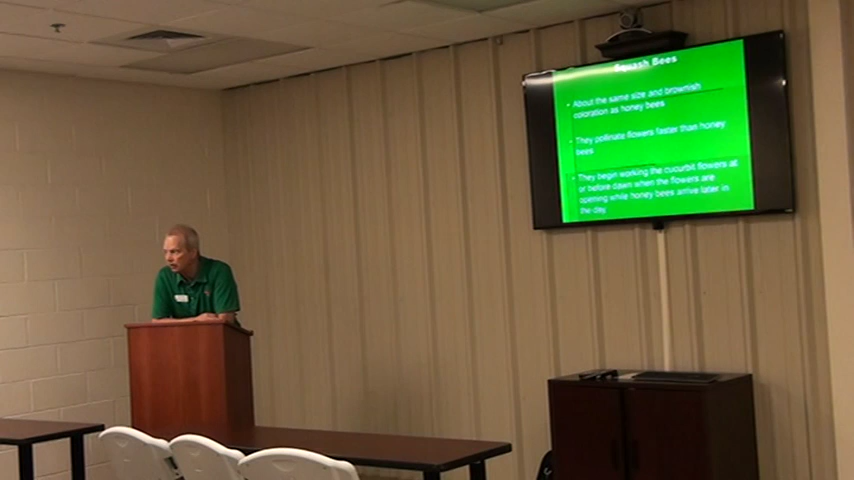 Squash Bees
• About the same size and brownish
coloration as honey bees
• They pollinate flowers faster than honey
bees
• They begin working the cucurbit flowers at
or before dawn when the flowers are
opening while honey bees arrive later in
the day.